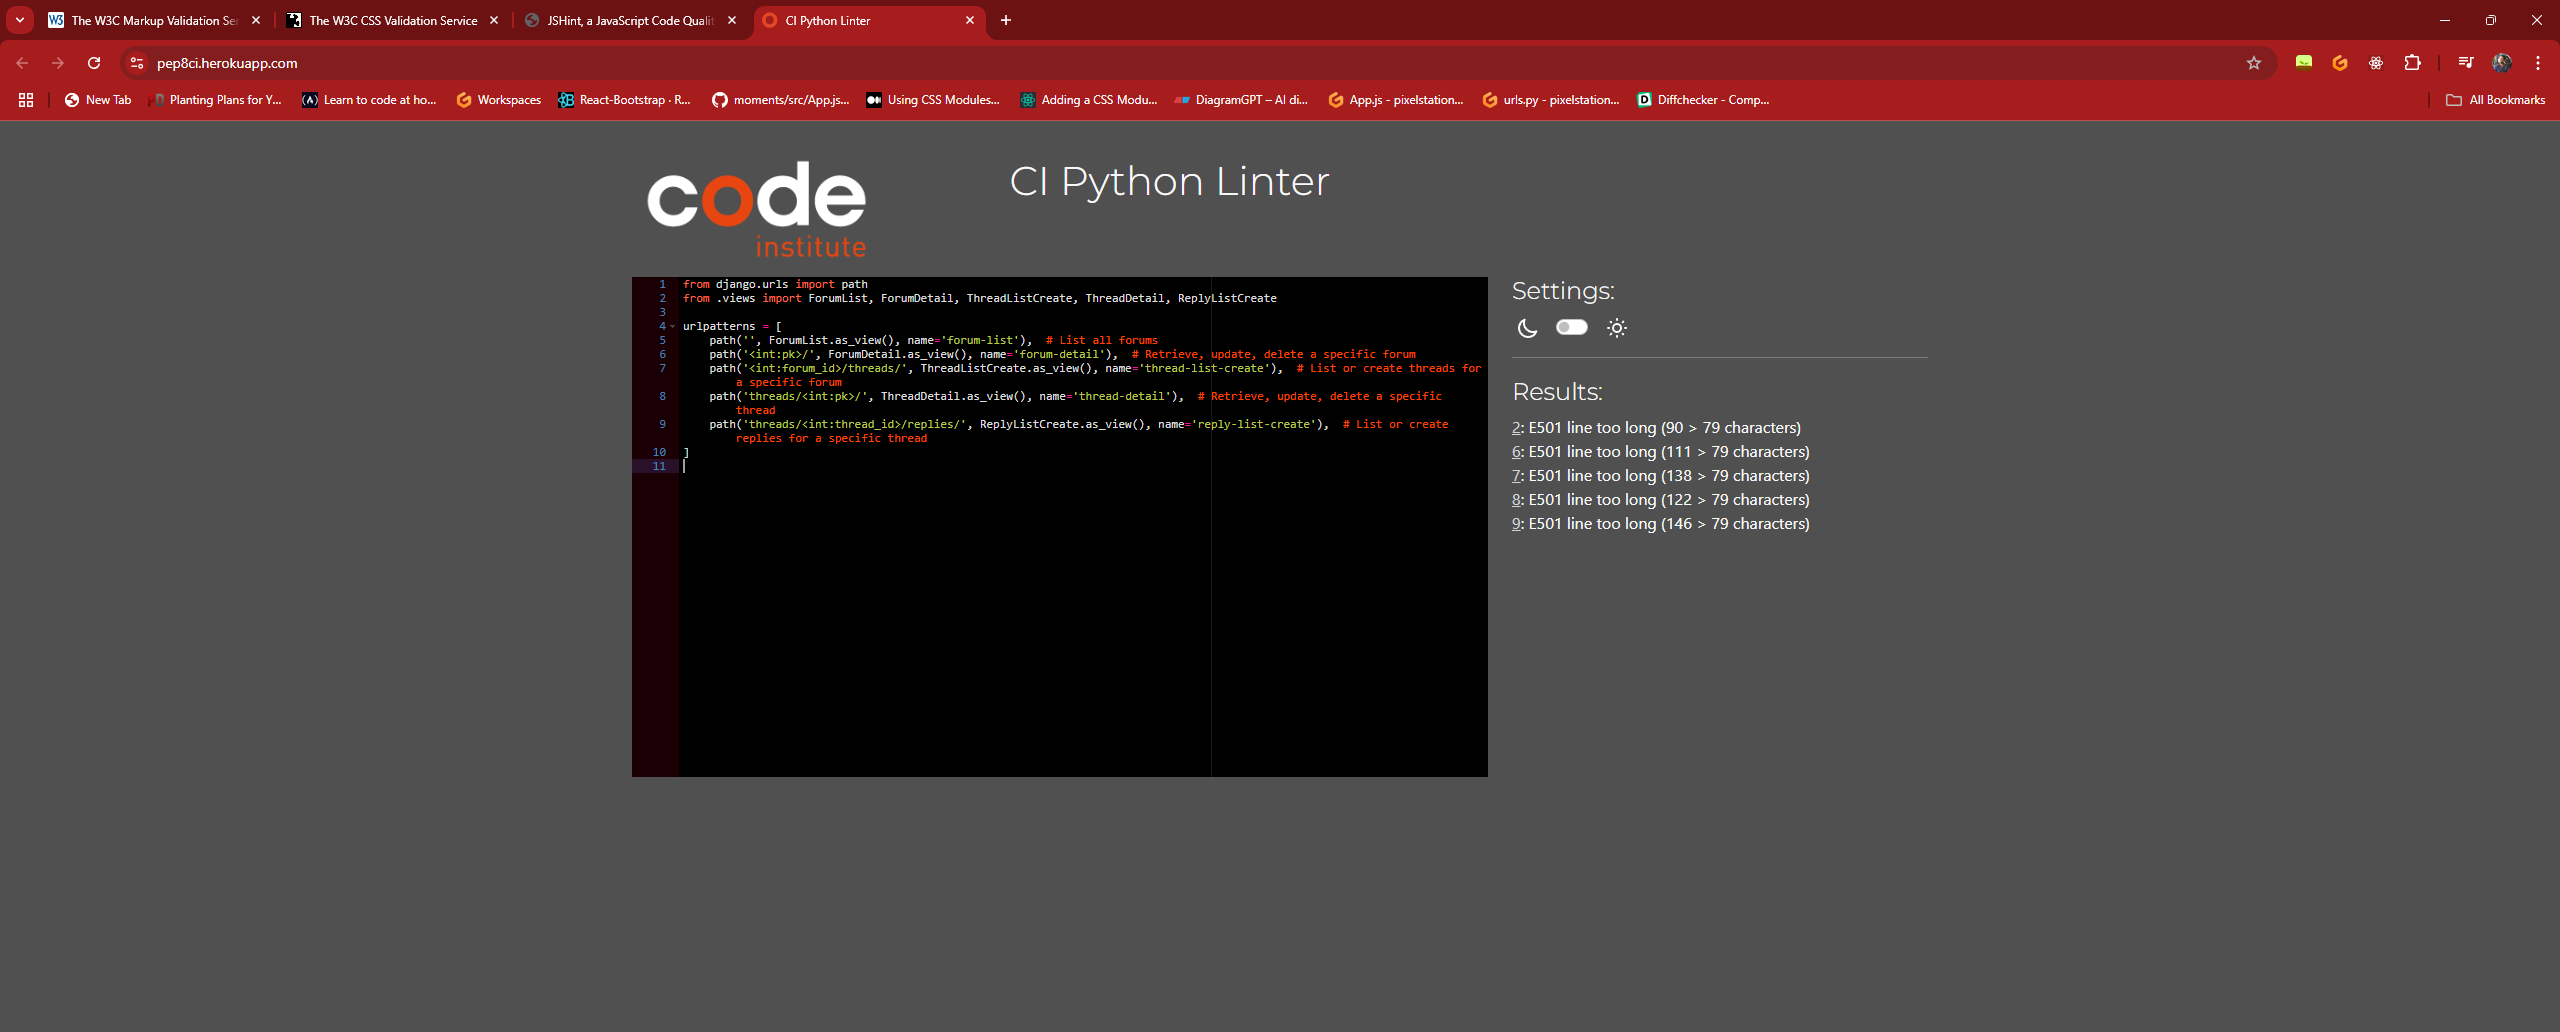 The W3C Markup Validation Se
The W3C CSS Validation Service
JSHint, a JavaScript Code Qualit
CI Python Linter
pep8ci.herokuapp.com
New Tab
Planting Plans for Y...
Learn to code at ho...
Workspaces
React-Bootstrap · R...
moments/src/App.js...
Using CSS Modules...
Adding a CSS Modu...
DiagramGPT – AI di...
App.js - pixelstation...
urls.py - pixelstation...
Diffchecker - Comp...
All Bookmarks
code
institute
CI Python Linter
1 from django.urls import path
2 from .views import ForumList, ForumDetail, ThreadListCreate, ThreadDetail, ReplyListCreate
3
4 urlpatterns = [
5 path('', ForumList.as_view(), name='forum-list'),  # List all forums
6 path('<int:pk>/', ForumDetail.as_view(), name='forum-detail'),  # Retrieve, update, delete a specific forum
7 path('<int:forum_id>/threads/', ThreadListCreate.as_view(), name='thread-list-create'),  # List or create threads for
a specific forum
8 path('threads/<int:pk>/', ThreadDetail.as_view(), name='thread-detail'),  # Retrieve, update, delete a specific
thread
9 path('threads/<int:thread_id>/replies/', ReplyListCreate.as_view(), name='reply-list-create'),  # List or create
replies for a specific thread
10 ]
11
Settings:
Results:
2: E501 line too long (90 > 79 characters)
6: E501 line too long (111 > 79 characters)
7: E501 line too long (138 > 79 characters)
8: E501 line too long (122 > 79 characters)
9: E501 line too long (146 > 79 characters)